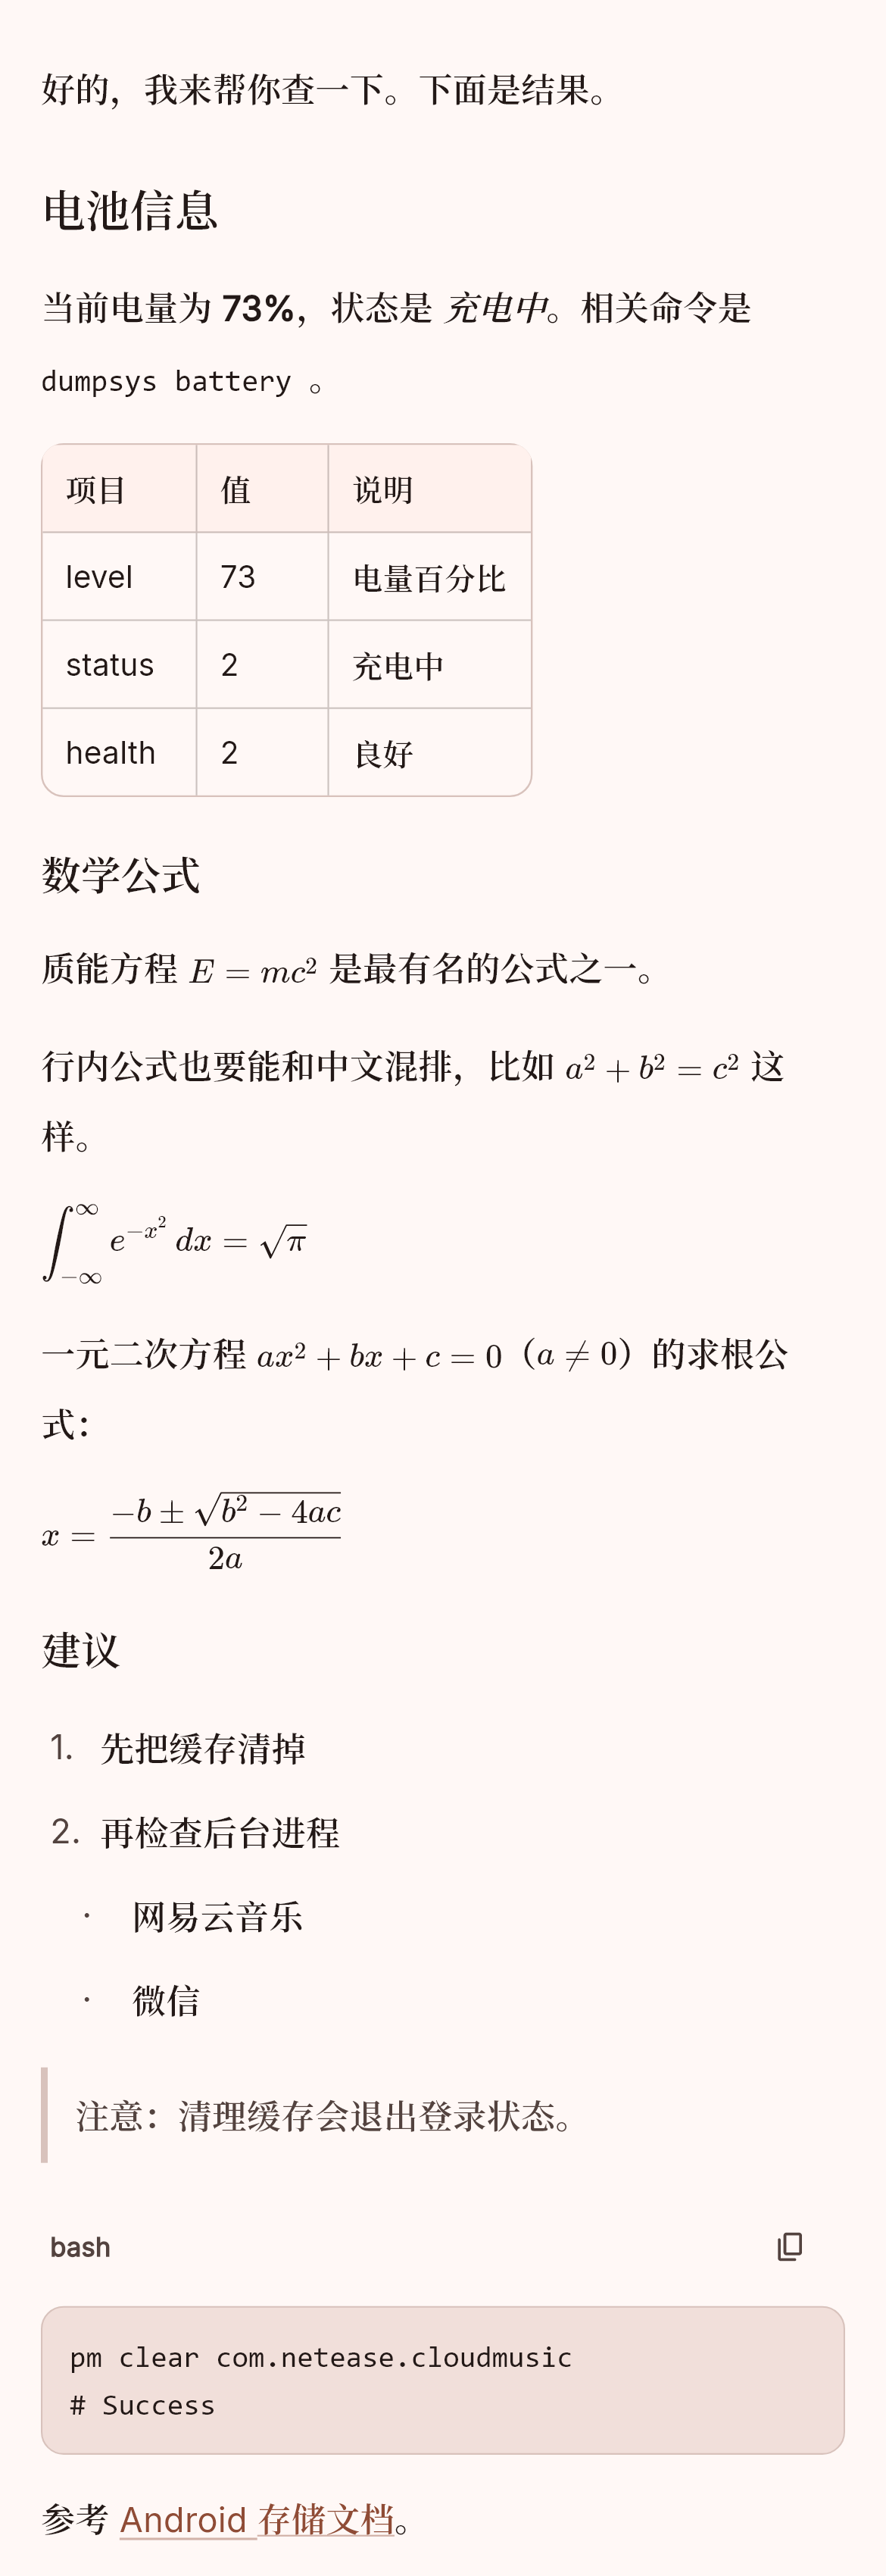 好的，我来帮你查一下。下面是结果。
电池信息
当前电量为 73%，状态是 充电中。相关命令是
dumpsys battery 。
项目 值 说明
level 73 电量百分比
status 2 充电中
health 2 良好
数学公式
质能方程 E = mc² 是最有名的公式之一。
行内公式也要能和中文混排，比如 a² + b² = c² 这
样。
∫_{-∞}^{∞} e^{-x²} dx = √π
一元二次方程 ax² + bx + c = 0（a ≠ 0）的求根公
式：
x = \frac{-b ± \sqrt{b² - 4ac}}{2a}
建议
1. 先把缓存清掉
2. 再检查后台进程
· 网易云音乐
· 微信
注意：清理缓存会退出登录状态。
bash
pm clear com.netease.cloudmusic
# Success
参考 Android 存储文档。